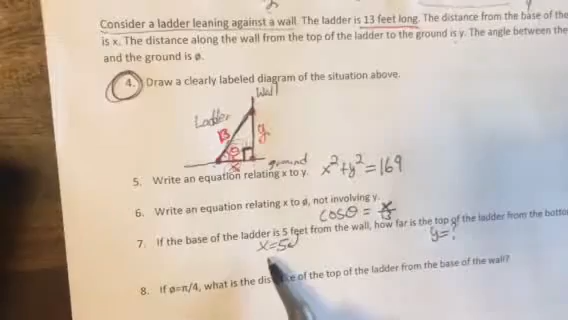 Consider a ladder leaning against a wall. The ladder is 13 feet long. The distance from the base of the
is x. The distance along the wall from the top of the ladder to the ground is y. The angle between the
and the ground is ø.
4. Draw a clearly labeled diagram of the situation above.
Wall
Ladder
13
y
θ
x
ground
5. Write an equation relating x to y. x²+y²=169
6. Write an equation relating x to ø, not involving y.
cosθ = x/13
7. If the base of the ladder is 5 feet from the wall, how far is the top of the ladder from the bottom
x=5 y=?
8. If ø=π/4, what is the distance of the top of the ladder from the base of the wall?